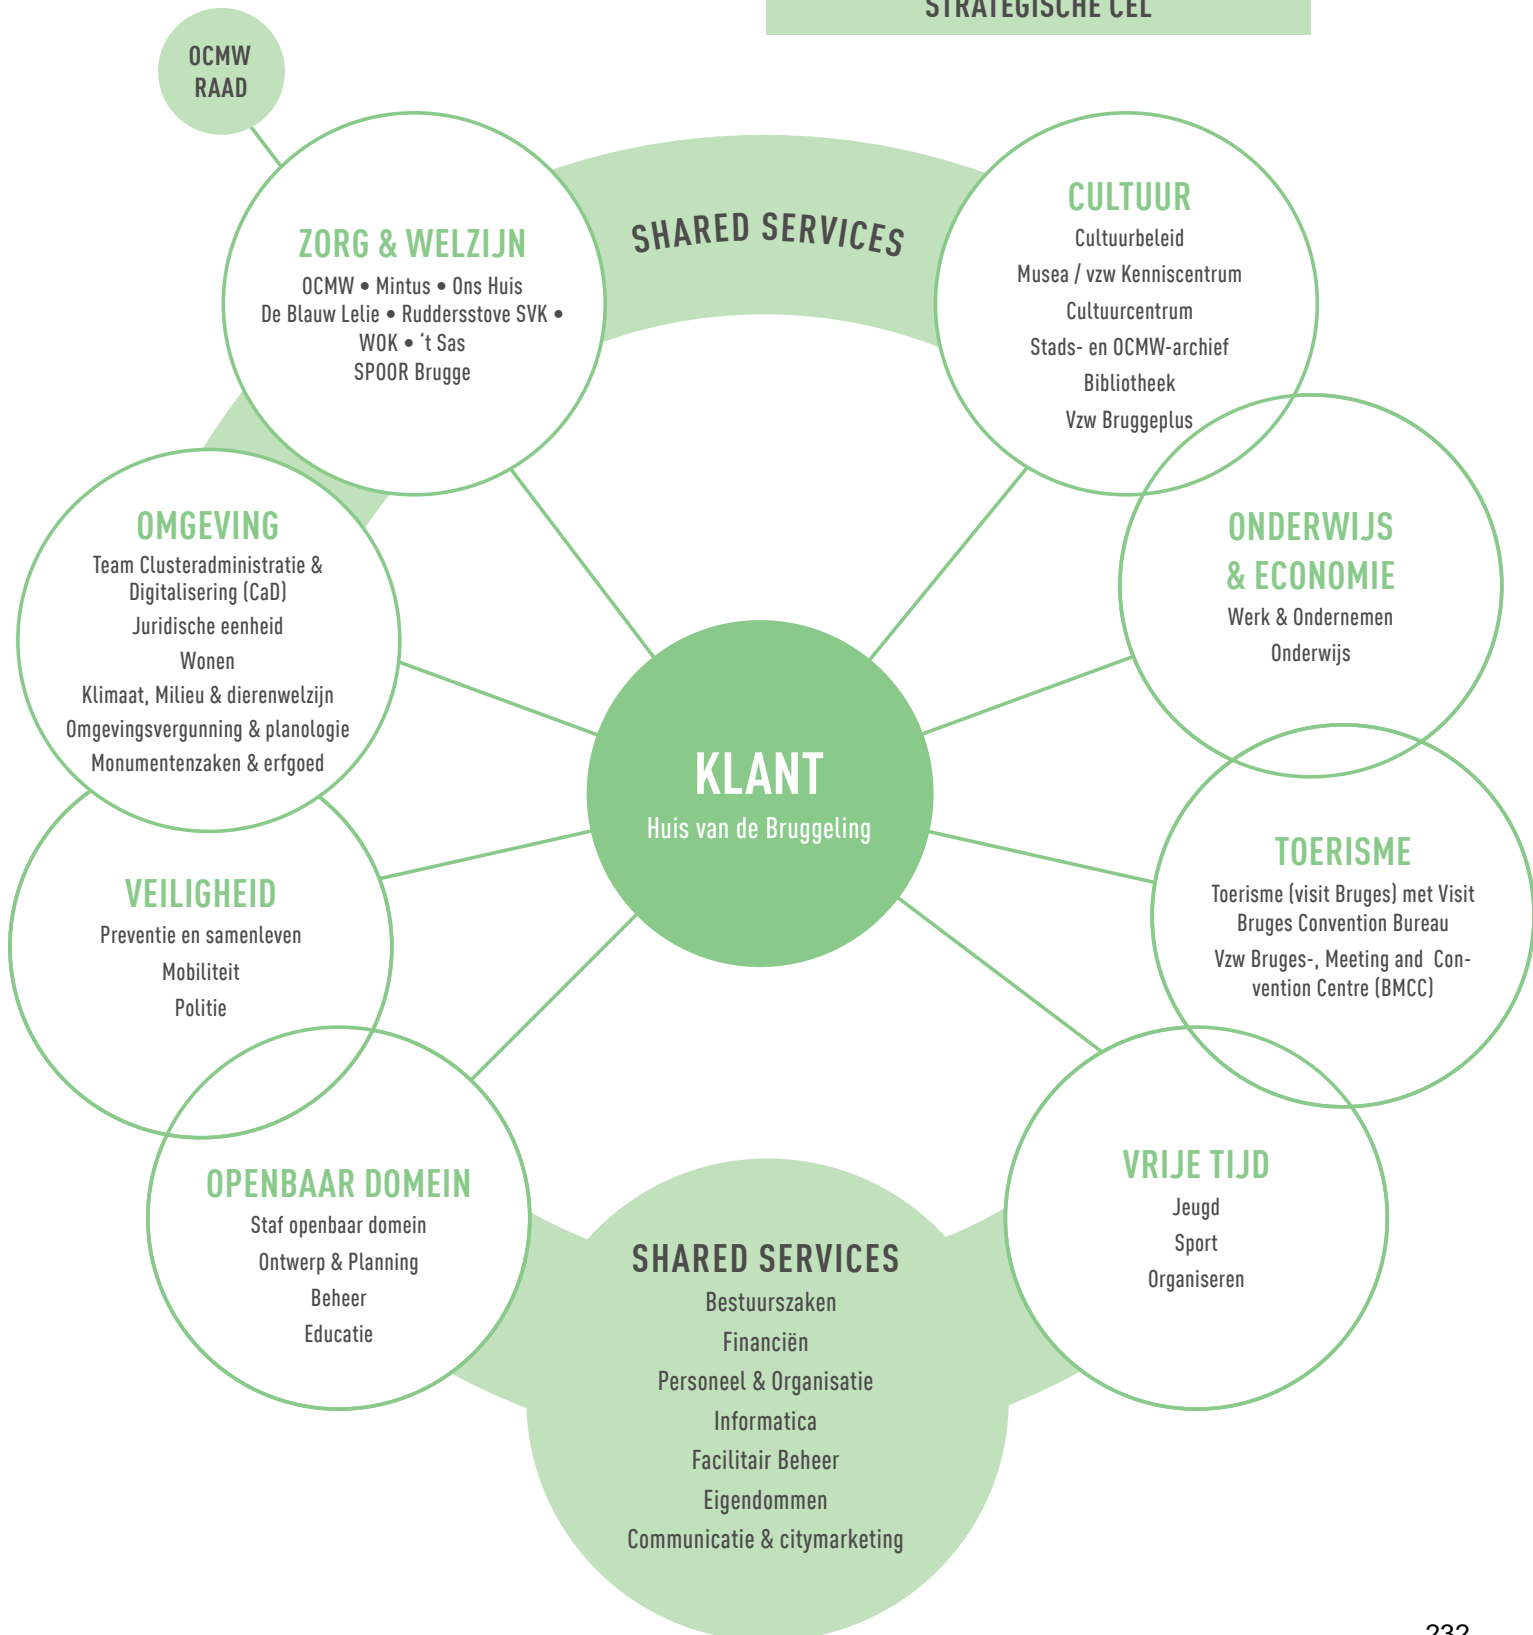 STRATEGISCHE CEL
OCMW
RAAD
SHARED SERVICES
ZORG & WELZIJN
OCMW • Mintus • Ons Huis
De Blauw Lelie • Ruddersstove SVK •
WOK • ‘t Sas
SPOOR Brugge
CULTUUR
Cultuurbeleid
Musea / vzw Kenniscentrum
Cultuurcentrum
Stads- en OCMW-archief
Bibliotheek
Vzw Bruggeplus
OMGEVING
Team Clusteradministratie &
Digitalisering (CaD)
Juridische eenheid
Wonen
Klimaat, Milieu & dierenwelzijn
Omgevingsvergunning & planologie
Monumentenzaken & erfgoed
ONDERWIJS
& ECONOMIE
Werk & Ondernemen
Onderwijs
KLANT
Huis van de Bruggeling
VEILIGHEID
Preventie en samenleven
Mobiliteit
Politie
TOERISME
Toerisme (visit Bruges) met Visit
Bruges Convention Bureau
Vzw Bruges-, Meeting and Con-
vention Centre (BMCC)
OPENBAAR DOMEIN
Staf openbaar domein
Ontwerp & Planning
Beheer
Educatie
VRIJE TIJD
Jeugd
Sport
Organiseren
SHARED SERVICES
Bestuurszaken
Financiën
Personeel & Organisatie
Informatica
Facilitair Beheer
Eigendommen
Communicatie & citymarketing
232